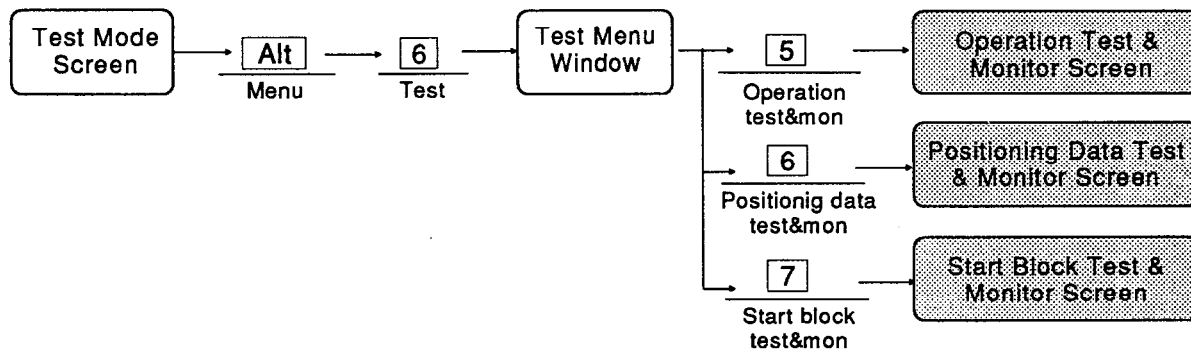 Test Mode
Screen
Alt
Menu
6
Test
Test Menu
Window
5
Operation
test&mon
Operation Test &
Monitor Screen
6
Positionig data
test&mon
Positioning Data Test
& Monitor Screen
7
Start block
test&mon
Start Block Test &
Monitor Screen